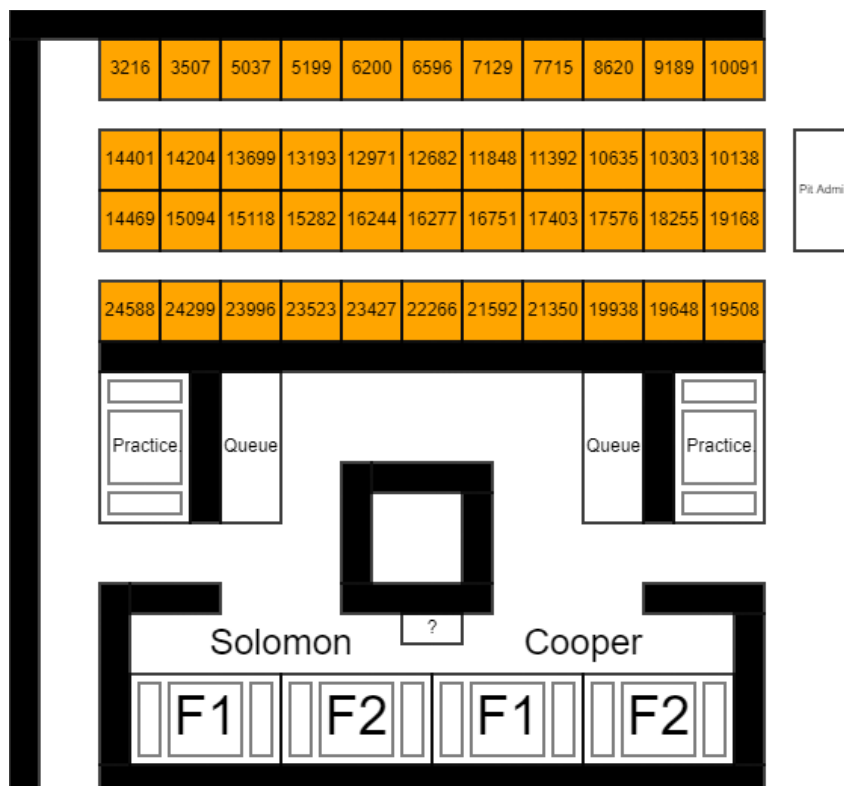 3216 3507 5037 5199 6200 6596 7129 7715 8620 9189 10091
14401 14204 13699 13193 12971 12682 11848 11392 10635 10303 10138
Pit Admi
14469 15094 15118 15282 16244 16277 16751 17403 17576 18255 19168
24588 24299 23996 23523 23427 22266 21592 21350 19938 19648 19508
Practice. Queue Queue Practice.
?
Solomon Cooper
F1 F2 F1 F2